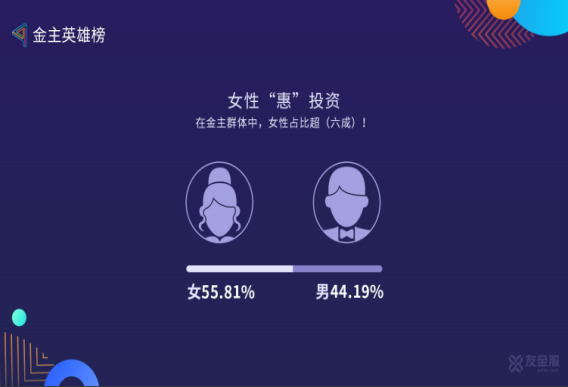 金主英雄榜
女性“惠”投资
在金主群体中，女性占比超（六成）！
女55.81%
男44.19%